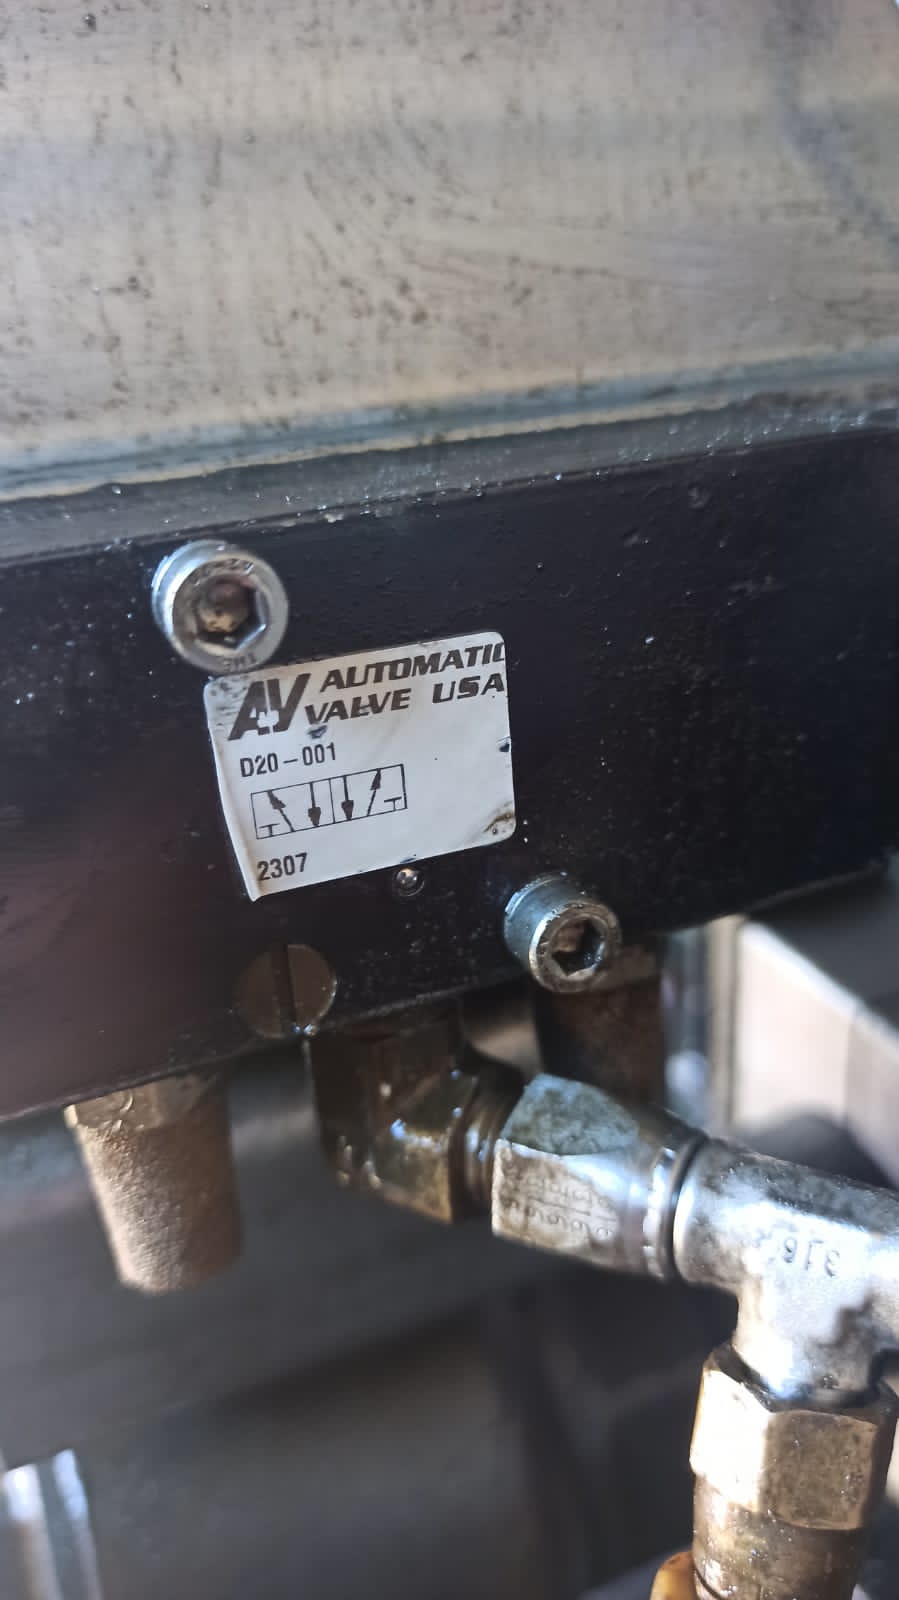 AV AUTOMATIC
VALVE USA
D20-001
2307
316